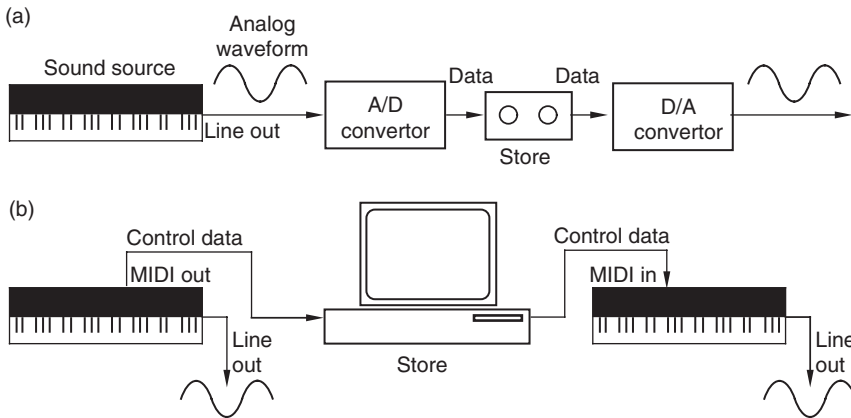 (a)
Analog
waveform
Sound source
Line out
A/D
convertor
Data
Store
Data
D/A
convertor
(b)
Control data
MIDI out
Line
out
Store
Control data
MIDI in
Line
out